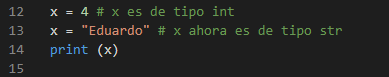 12 x = 4 # x es de tipo int
13 x = "Eduardo" # x ahora es de tipo str
14 print (x)
15